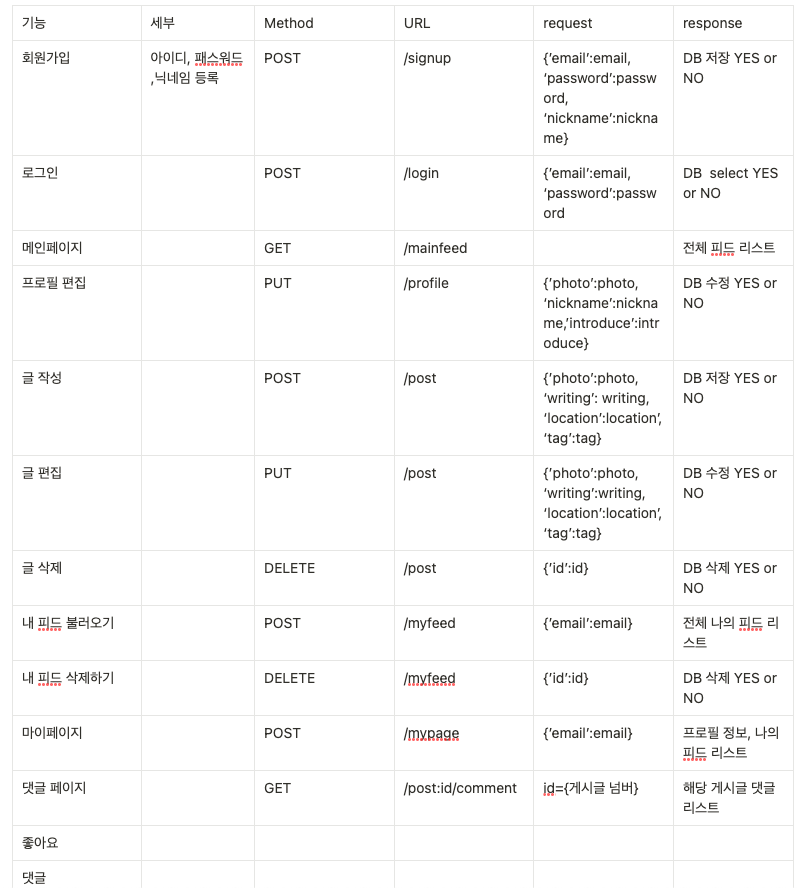 기능 세부 Method URL request response
회원가입 아이디, 패스워드 POST /signup {’email’:email, DB 저장 YES or
,닉네임 등록 ‘password’:passw NO
ord,
‘nickname’:nickna
me}
로그인 POST /login {’email’:email, DB select YES
‘password’:passw or NO
ord
메인페이지 GET /mainfeed 전체 피드 리스트
프로필 편집 PUT /profile {’photo’:photo, DB 수정 YES or
‘nickname’:nickna NO
me,’introduce’:intr
oduce}
글 작성 POST /post {’photo’:photo, DB 저장 YES or
‘writing’: writing, NO
‘location’:location’,
‘tag’:tag}
글 편집 PUT /post {’photo’:photo, DB 수정 YES or
‘writing’:writing, NO
‘location’:location’,
‘tag’:tag}
글 삭제 DELETE /post {’id’:id} DB 삭제 YES or
NO
내 피드 불러오기 POST /myfeed {’email’:email} 전체 나의 피드 리
스트
내 피드 삭제하기 DELETE /myfeed {’id’:id} DB 삭제 YES or
NO
마이페이지 POST /mypage {’email’:email} 프로필 정보, 나의
피드 리스트
댓글 페이지 GET /post:id/comment id={게시글 넘버} 해당 게시글 댓글
리스트
좋아요
댓글